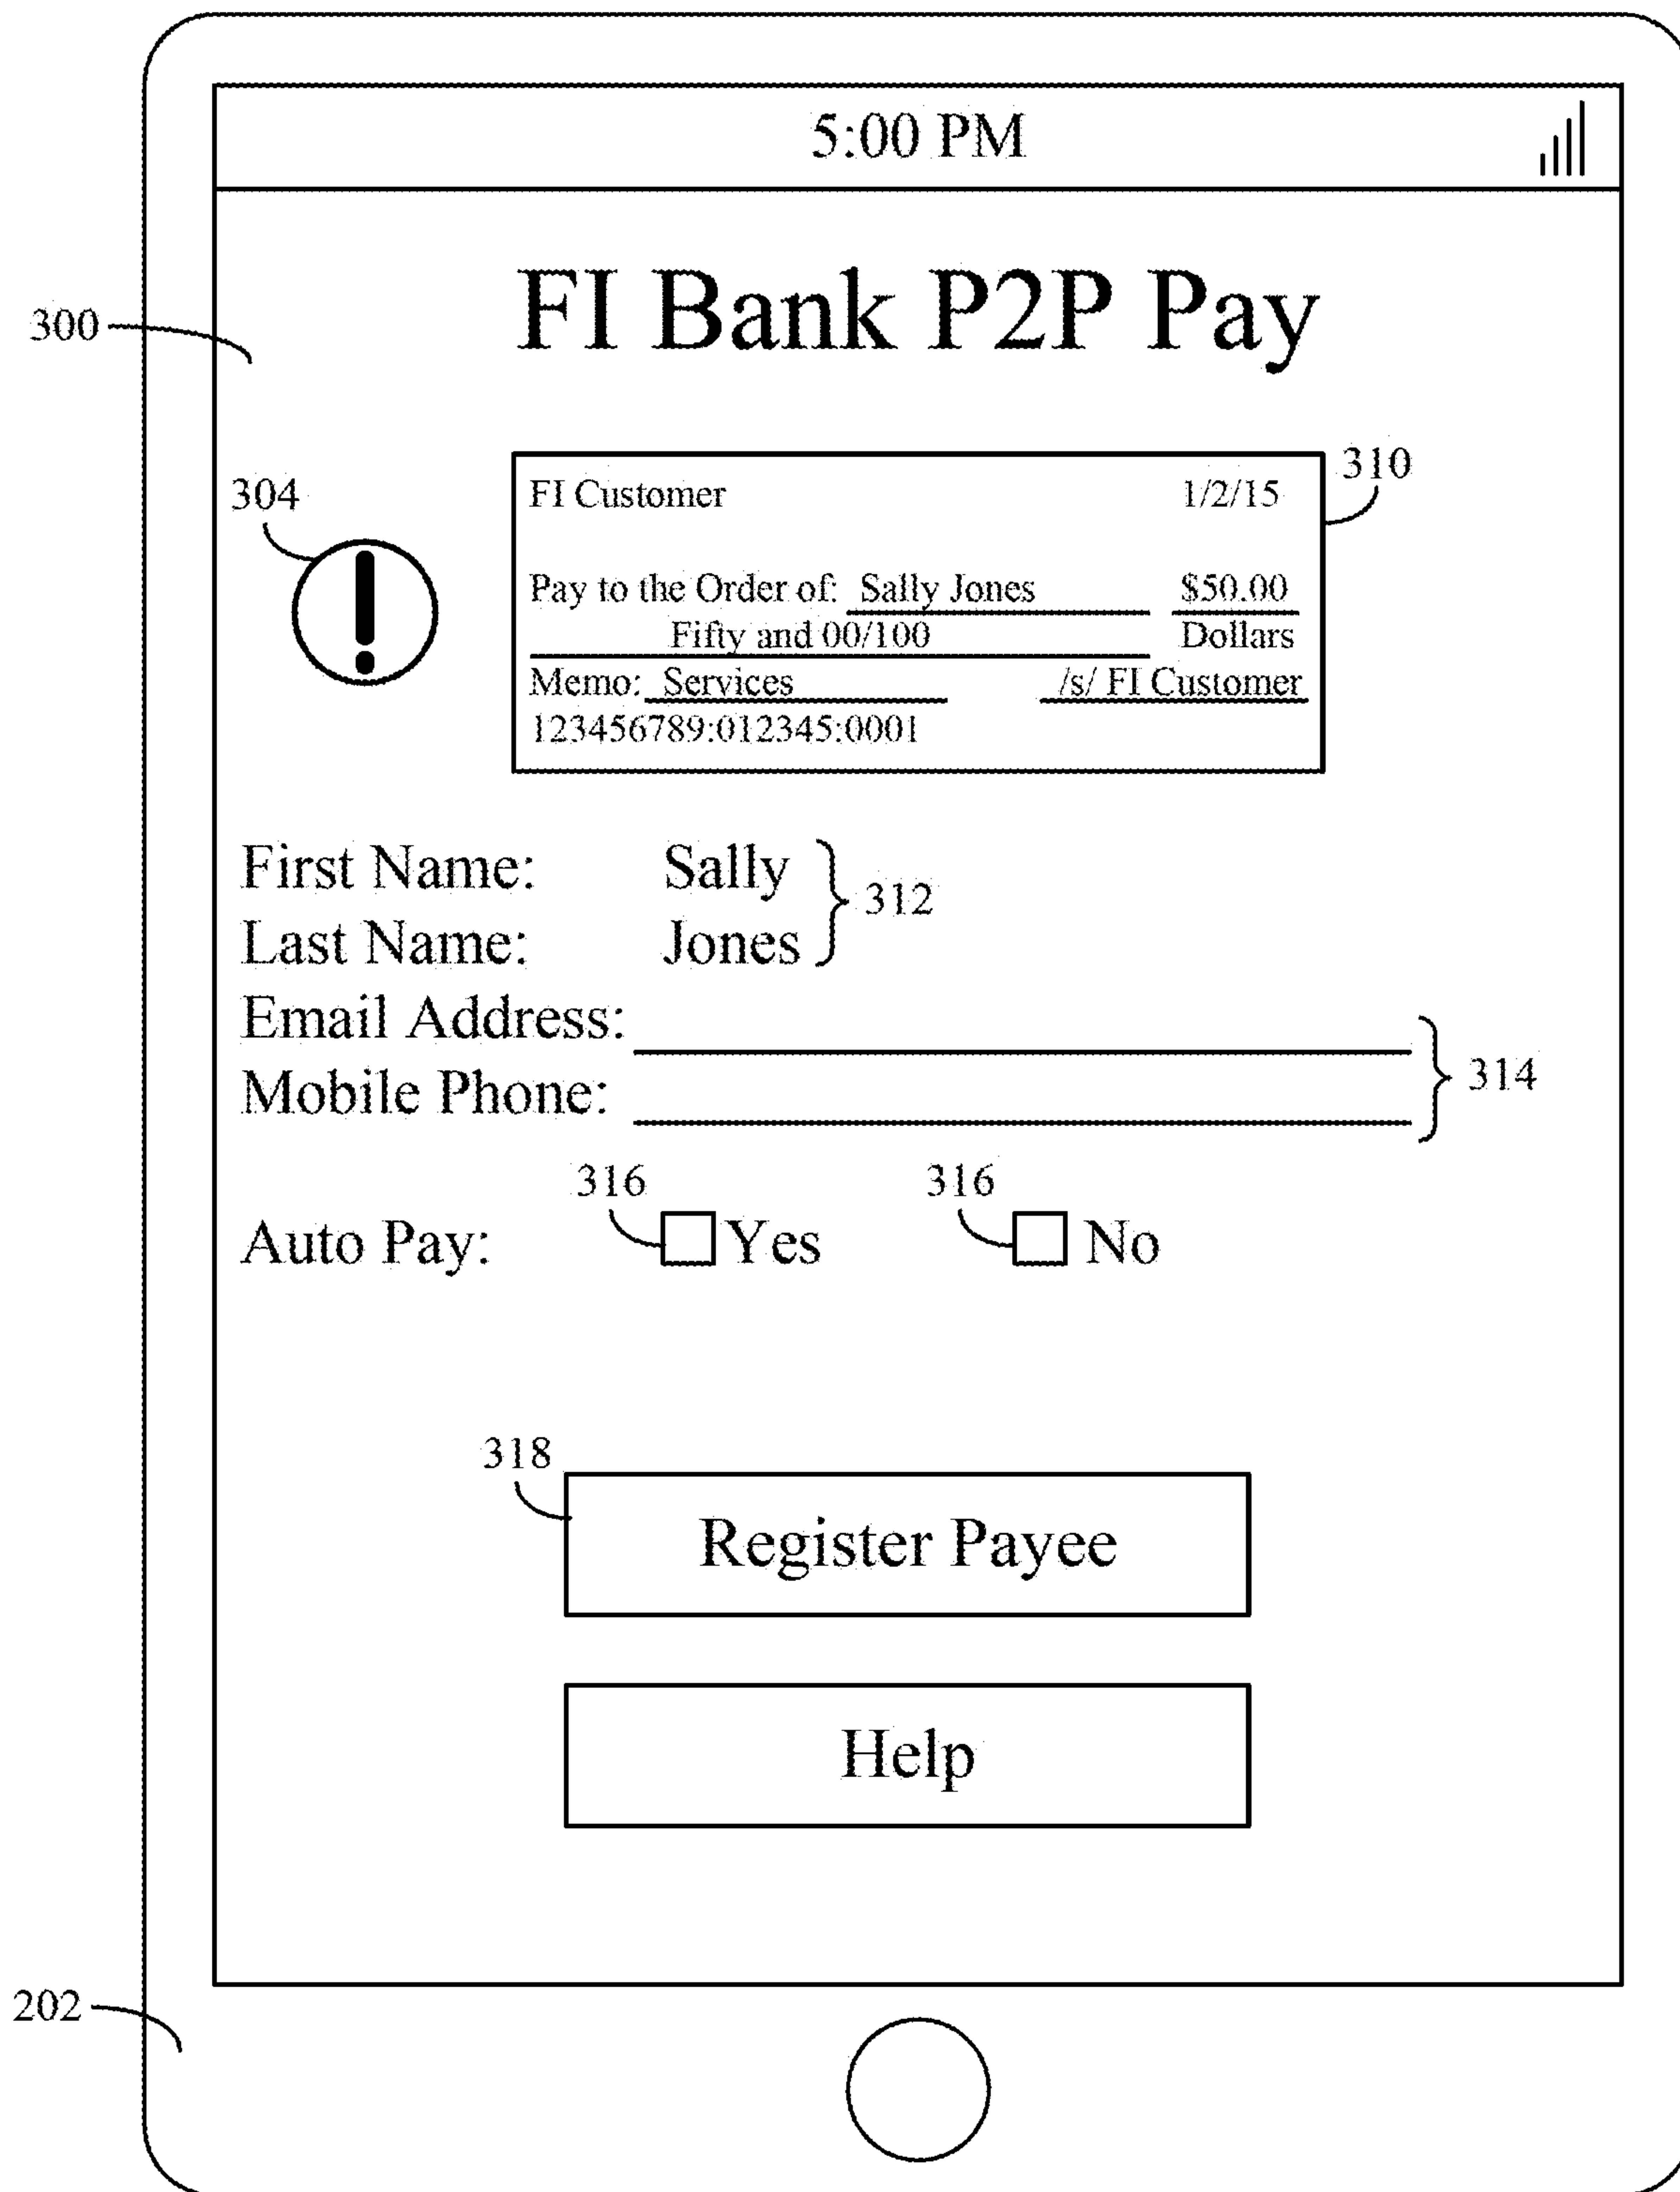 5:00 PM
FI Bank P2P Pay
300
310
304
FI Customer 1/2/15
Pay to the Order of: Sally Jones $50.00
Fifty and 00/100 Dollars
Memo: Services /s/ FI Customer
123456789:012345:0001
First Name: Sally
312
Last Name: Jones
Email Address:
314
Mobile Phone:
316 316
Auto Pay: Yes No
318
Register Payee
Help
202